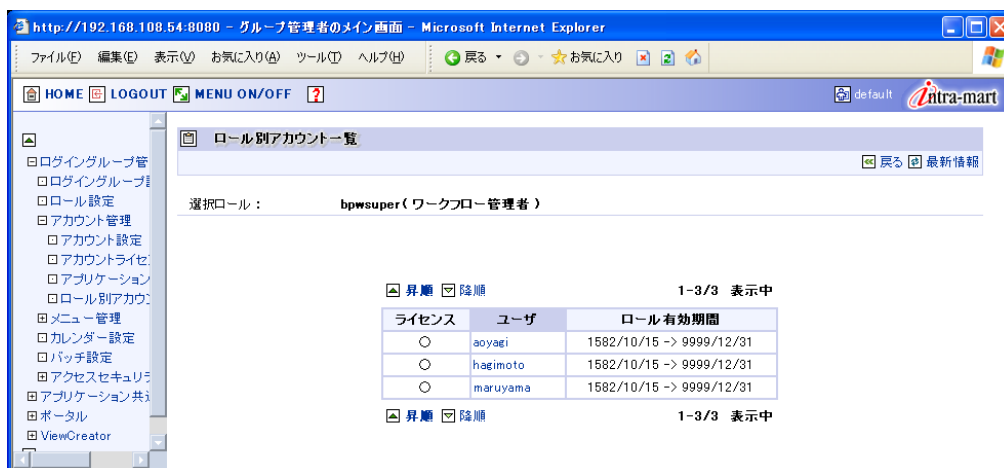 http://192.168.108.54:8080 - グループ管理者のメイン画面 - Microsoft Internet Explorer
ファイル(F) 編集(E) 表示(V) お気に入り(A) ツール(T) ヘルプ(H) 戻る お気に入り
HOME LOGOUT MENU ON/OFF ? default intra-mart
ロール別アカウント一覧
戻る 最新情報
ログイングループ管
ログイングループ
ロール設定
アカウント管理
アカウント設定
アカウントライセ
アプリケーション
ロール別アカウ
メニュー管理
カレンダー設定
バッチ設定
アクセスセキュリ
アプリケーション共
ポータル
ViewCreator
選択ロール : bpwsuper( ワークフロー管理者 )
昇順 降順 1-3/3 表示中
ライセンス ユーザ ロール有効期間
○ aoyagi 1582/10/15 -> 9999/12/31
○ hagimoto 1582/10/15 -> 9999/12/31
○ maruyama 1582/10/15 -> 9999/12/31
昇順 降順 1-3/3 表示中